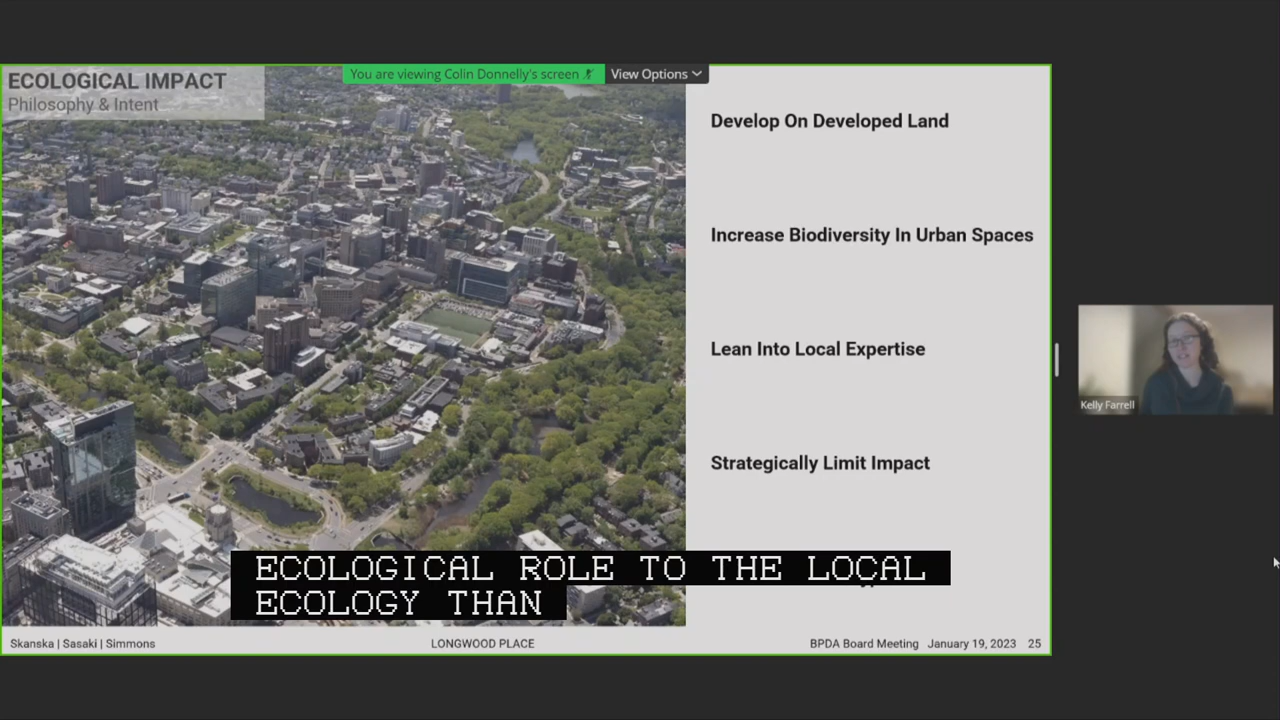 ECOLOGICAL IMPACT
Philosophy & Intent
You are viewing Colin Donnelly's screen
View Options
Develop On Developed Land
Increase Biodiversity In Urban Spaces
Lean Into Local Expertise
Strategically Limit Impact
ECOLOGICAL ROLE TO THE LOCAL
ECOLOGY THAN
Kelly Farrell
Skanska | Sasaki | Simmons
LONGWOOD PLACE
BPDA Board Meeting January 19, 2023 25